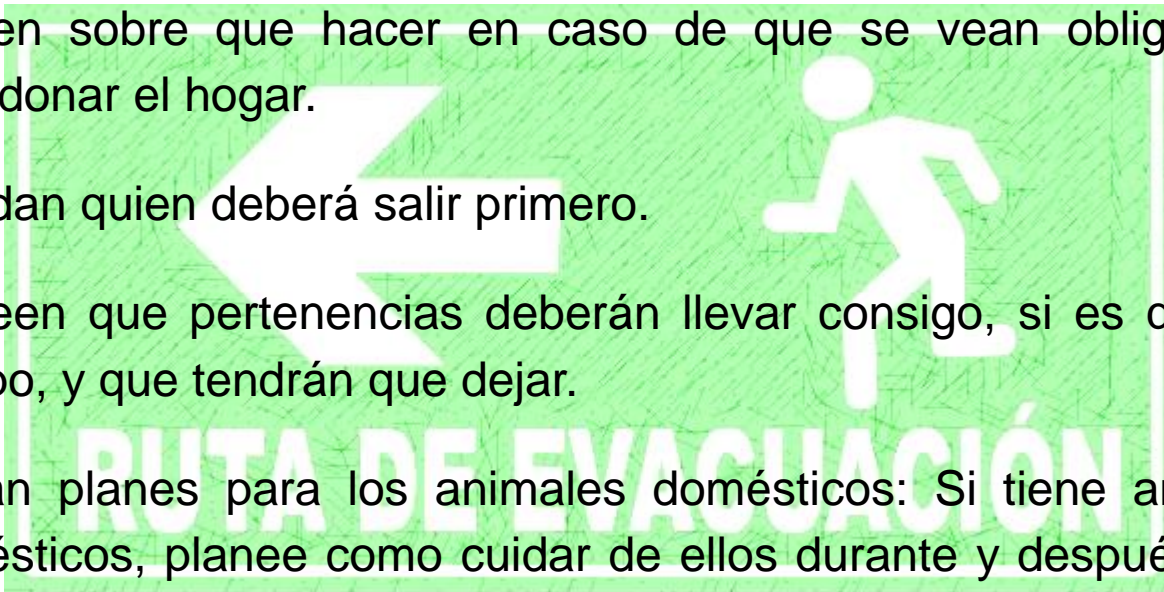 en sobre que hacer en caso de que se vean oblig
donar el hogar.
dan quien deberá salir primero.
een que pertenencias deberán llevar consigo, si es
po, y que tendrán que dejar.
RUTA DE EVACUACIÓN
an planes para los animales domésticos: Si tiene
ésticos, planee como cuidar de ellos durante y despué